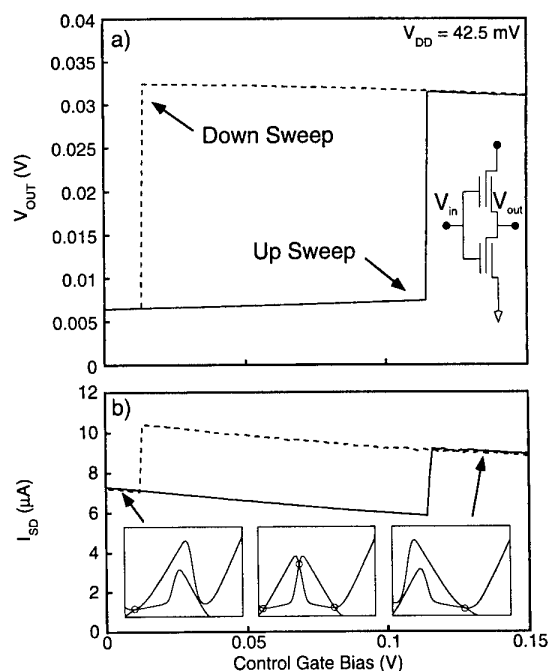 a)
V_DD = 42.5 mV
0.04
0.035
0.03
0.025
0.02
0.015
0.01
0.005
0
V_OUT (V)
Down Sweep
Up Sweep
V_in
V_out
b)
12
10
8
6
4
2
0
I_SD (µA)
0
0.05
0.1
0.15
Control Gate Bias (V)